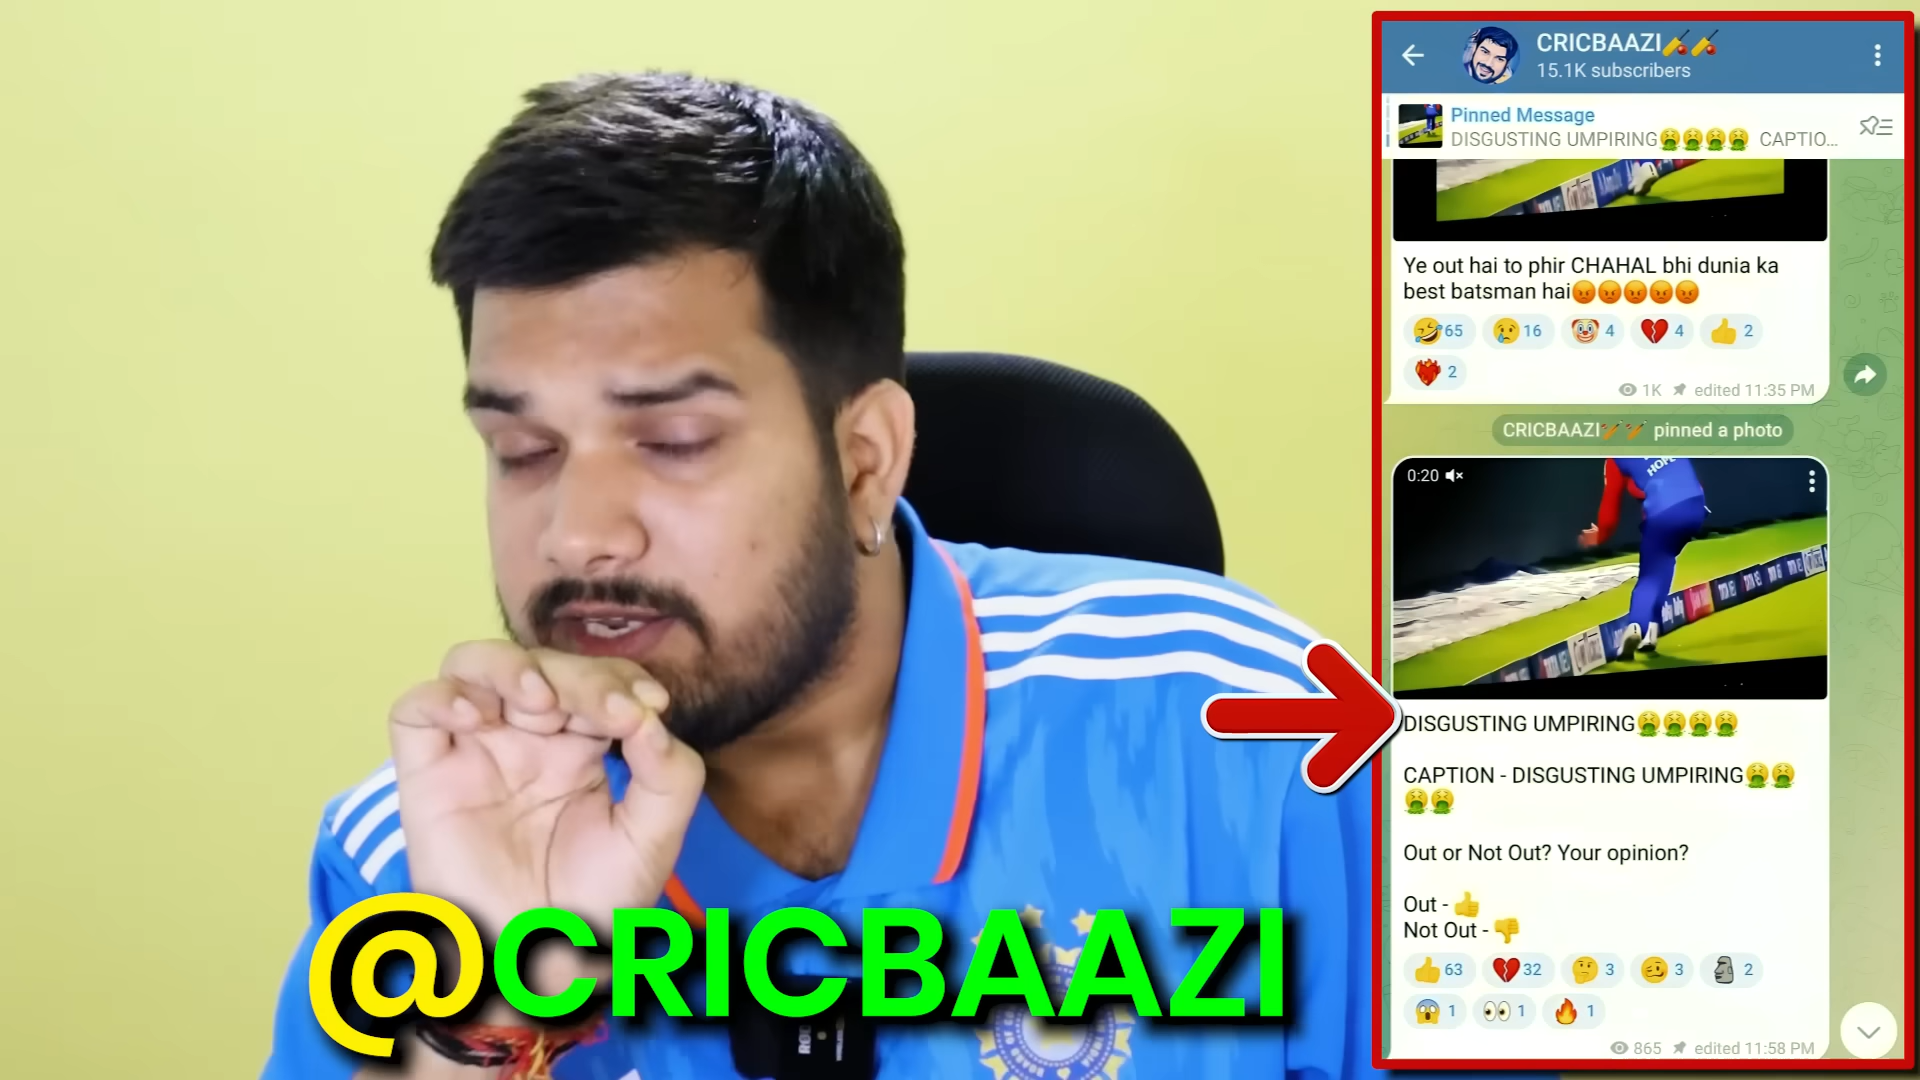 CRICBAAZI🏏🏏
15.1K subscribers
Pinned Message
DISGUSTING UMPIRING🤮🤮🤮🤮 CAPTIO...
Ye out hai to phir CHAHAL bhi dunia ka
best batsman hai😡😡😡😡😡
🤣65 😢16 🤡4 💔4 👍2
❤️‍🔥2
1K edited 11:35 PM
CRICBAAZI🏏🏏 pinned a photo
0:20
HOPE
DISGUSTING UMPIRING🤮🤮🤮🤮
CAPTION - DISGUSTING UMPIRING🤮🤮
🤮🤮
Out or Not Out? Your opinion?
Out - 👍
Not Out - 👎
👍63 💔32 🤔3 🥴3 🗿2
😱1 👀1 🔥1
865 edited 11:58 PM
@CRICBAAZI